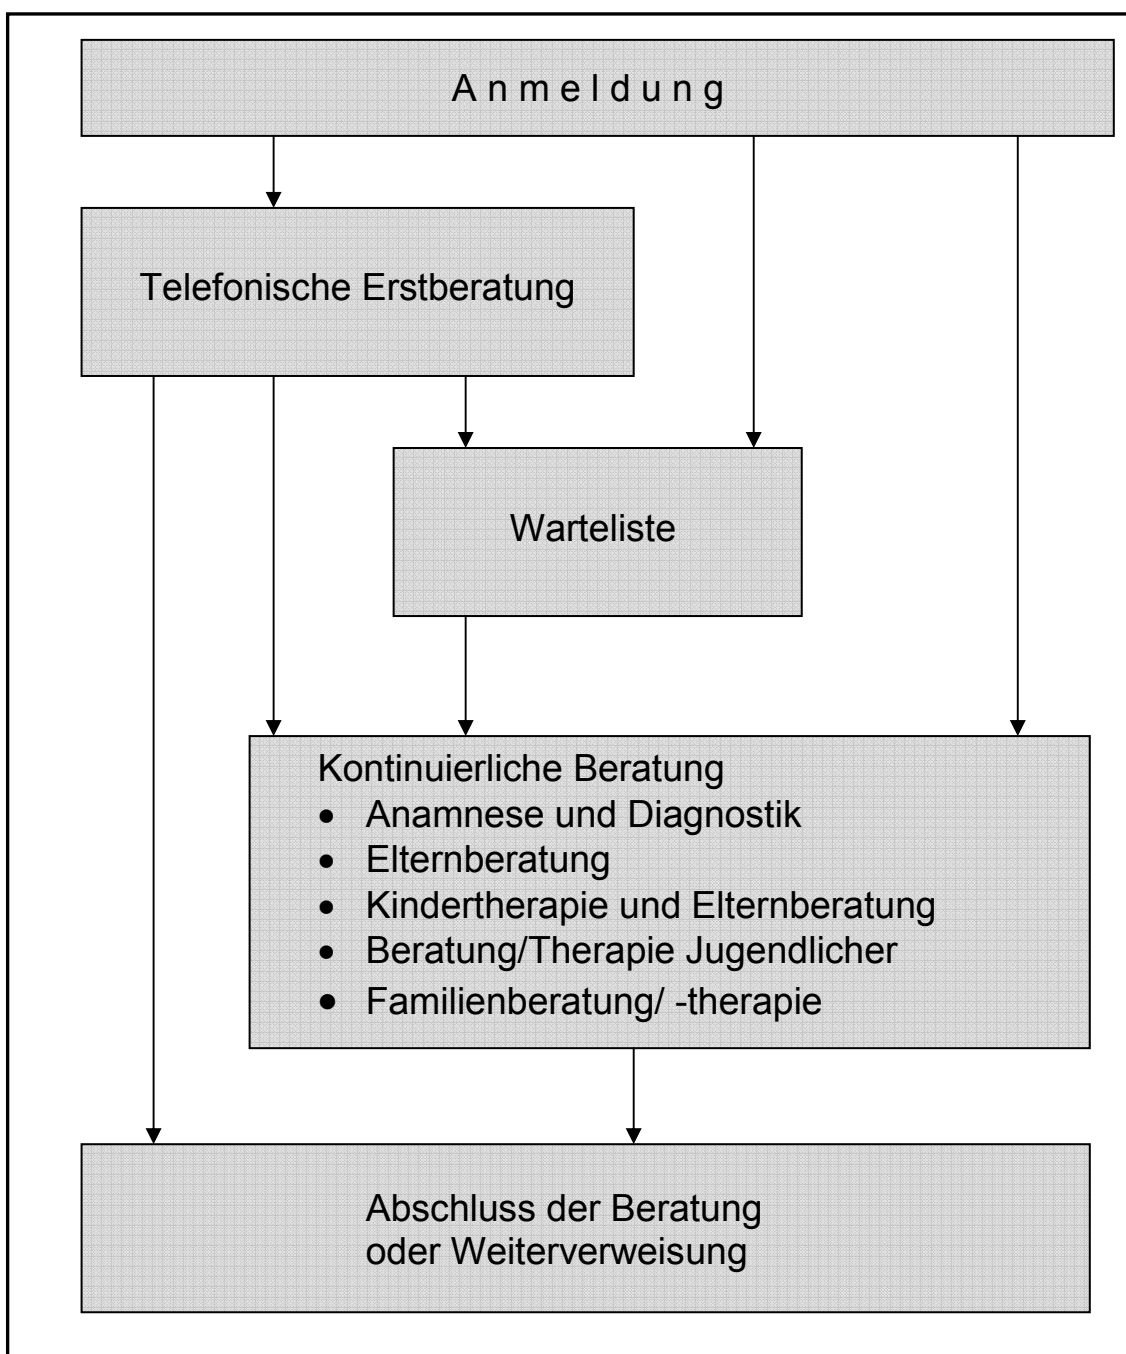 A n m e l d u n g
Telefonische Erstberatung
Warteliste
Kontinuierliche Beratung
• Anamnese und Diagnostik
• Elternberatung
• Kindertherapie und Elternberatung
• Beratung/Therapie Jugendlicher
• Familienberatung/ -therapie
Abschluss der Beratung
oder Weiterverweisung